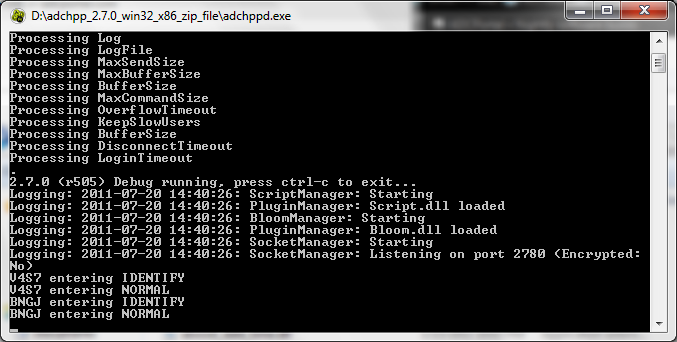 D:\adchpp_2.7.0_win32_x86_zip_file\adchppd.exe
Processing Log
Processing LogFile
Processing MaxSendSize
Processing MaxBufferSize
Processing BufferSize
Processing MaxCommandSize
Processing OverflowTimeout
Processing KeepSlowUsers
Processing BufferSize
Processing DisconnectTimeout
Processing LoginTimeout
.
2.7.0 (r505) Debug running, press ctrl-c to exit...
Logging: 2011-07-20 14:40:26: ScriptManager: Starting
Logging: 2011-07-20 14:40:26: PluginManager: Script.dll loaded
Logging: 2011-07-20 14:40:26: BloomManager: Starting
Logging: 2011-07-20 14:40:26: PluginManager: Bloom.dll loaded
Logging: 2011-07-20 14:40:26: SocketManager: Starting
Logging: 2011-07-20 14:40:26: SocketManager: Listening on port 2780 (Encrypted:
No)
V4S7 entering IDENTIFY
V4S7 entering NORMAL
BNGJ entering IDENTIFY
BNGJ entering NORMAL